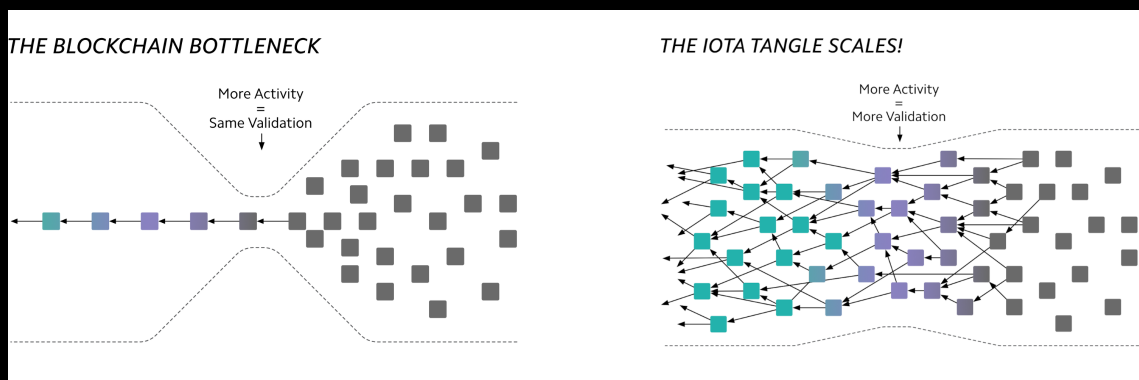 THE BLOCKCHAIN BOTTLENECK
More Activity
=
Same Validation
THE IOTA TANGLE SCALES!
More Activity
=
More Validation